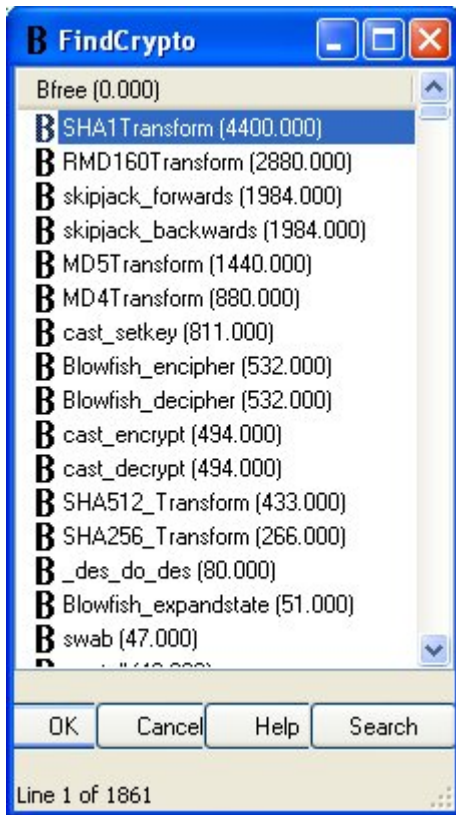 B FindCrypto
Bfree (0.000)
B SHA1Transform (4400.000)
B RMD160Transform (2880.000)
B skipjack_forwards (1984.000)
B skipjack_backwards (1984.000)
B MD5Transform (1440.000)
B MD4Transform (880.000)
B cast_setkey (811.000)
B Blowfish_encipher (532.000)
B Blowfish_decipher (532.000)
B cast_encrypt (494.000)
B cast_decrypt (494.000)
B SHA512_Transform (433.000)
B SHA256_Transform (266.000)
B _des_do_des (80.000)
B Blowfish_expandstate (51.000)
B swab (47.000)
OK Cancel Help Search
Line 1 of 1861